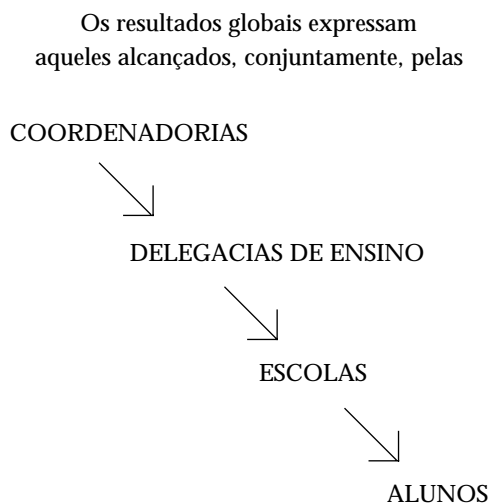 Os resultados globais expressam
aqueles alcançados, conjuntamente, pelas
COORDENADORIAS
DELEGACIAS DE ENSINO
ESCOLAS
ALUNOS